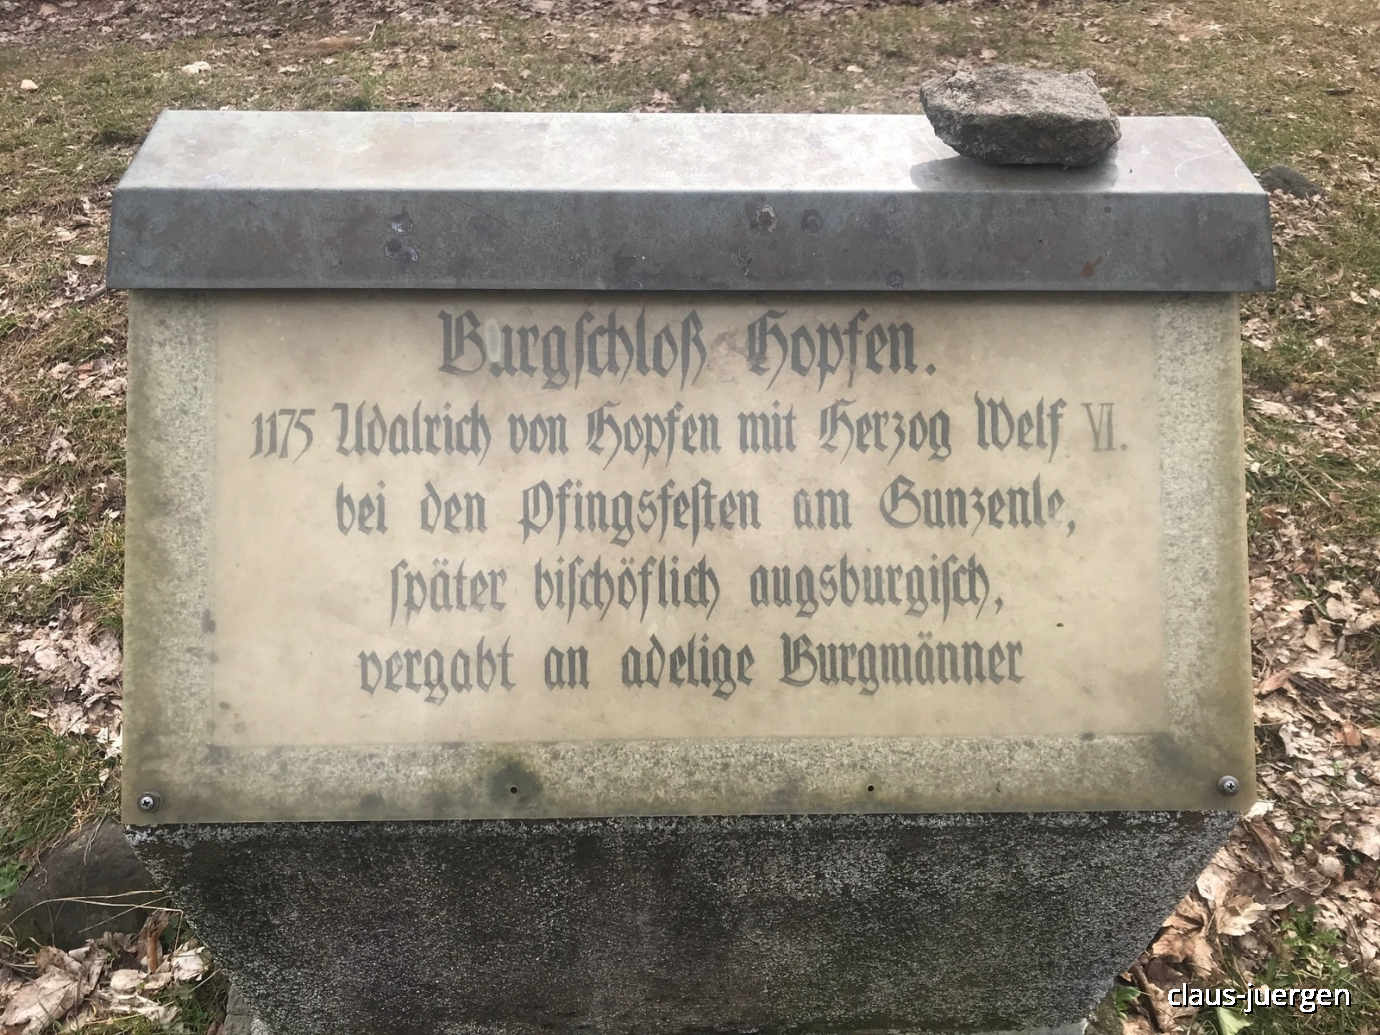 Burgſchloß Hopfen.
1175 Udalrich von Hopfen mit Herzog Welf VI.
bei den Pfingsfeſten am Gunzenle,
ſpäter biſchöflich augsburgiſch,
vergabt an adelige Burgmänner
claus-juergen